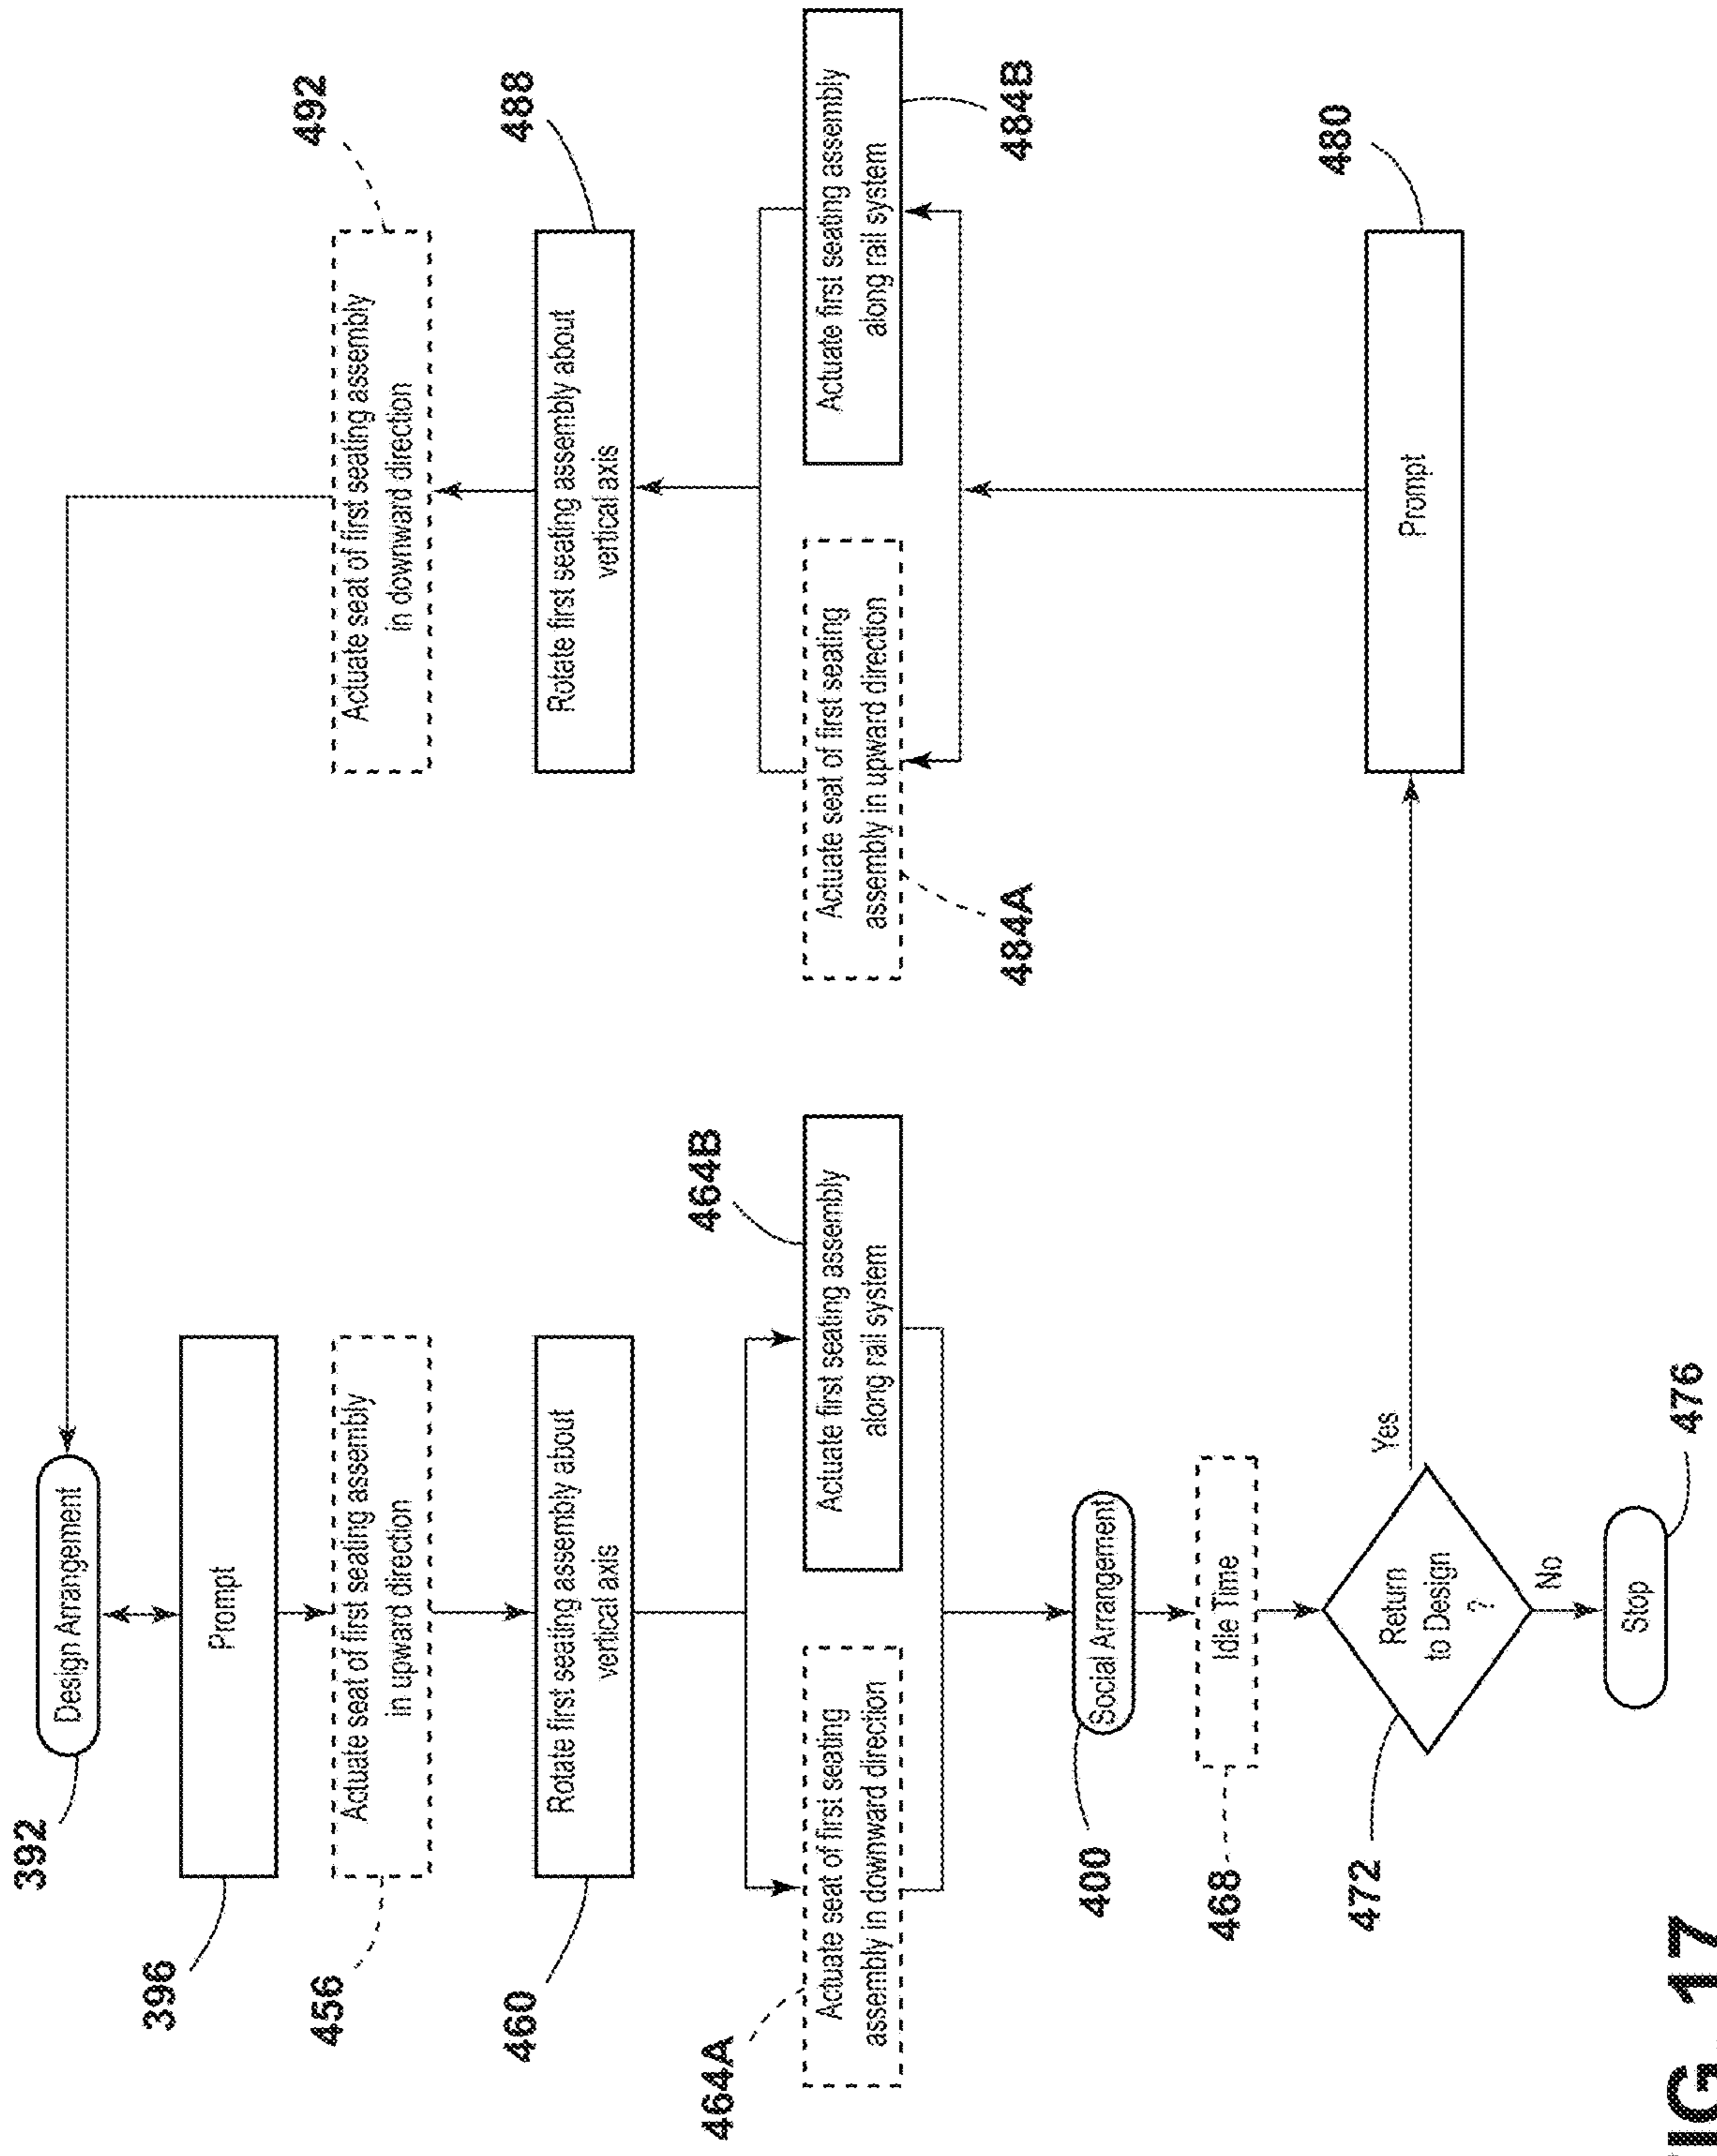 392
Design Arrangement
396
Prompt
456
Actuate seat of first seating assembly
in upward direction
460
Rotate first seating assembly about
vertical axis
464A
Actuate seat of first seating
assembly in downward direction
464B
Actuate first seating assembly
along rail system
400
Social Arrangement
468
Idle Time
472
Return
to Design
?
Yes
No
Stop
476
492
Actuate seat of first seating assembly
in downward direction
488
Rotate first seating assembly about
vertical axis
484A
Actuate seat of first seating
assembly in upward direction
484B
Actuate first seating assembly
along rail system
480
Prompt
IG. 17